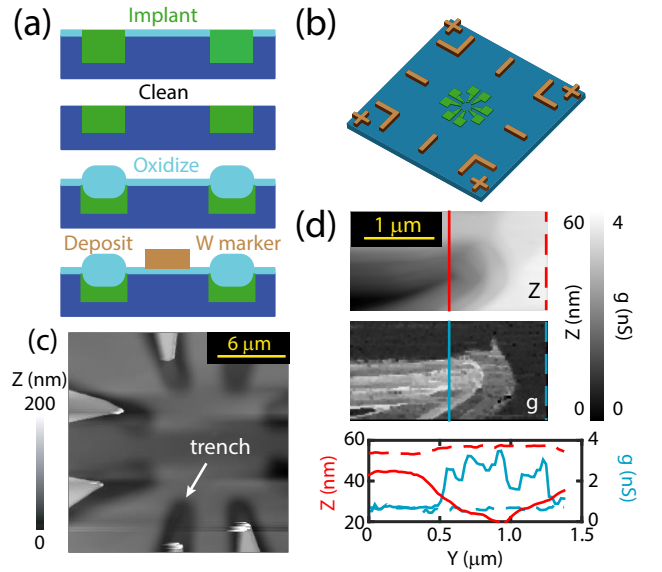 (a)
Implant
Clean
Oxidize
Deposit
W marker
(b)
(c)
6 μm
Z (nm)
200
0
trench
(d)
1 μm
Z
g
60
0
Z (nm)
4
0
g (nS)
60
40
20
Z (nm)
4
2
0
g (nS)
0
0.5
1.0
1.5
Y (μm)